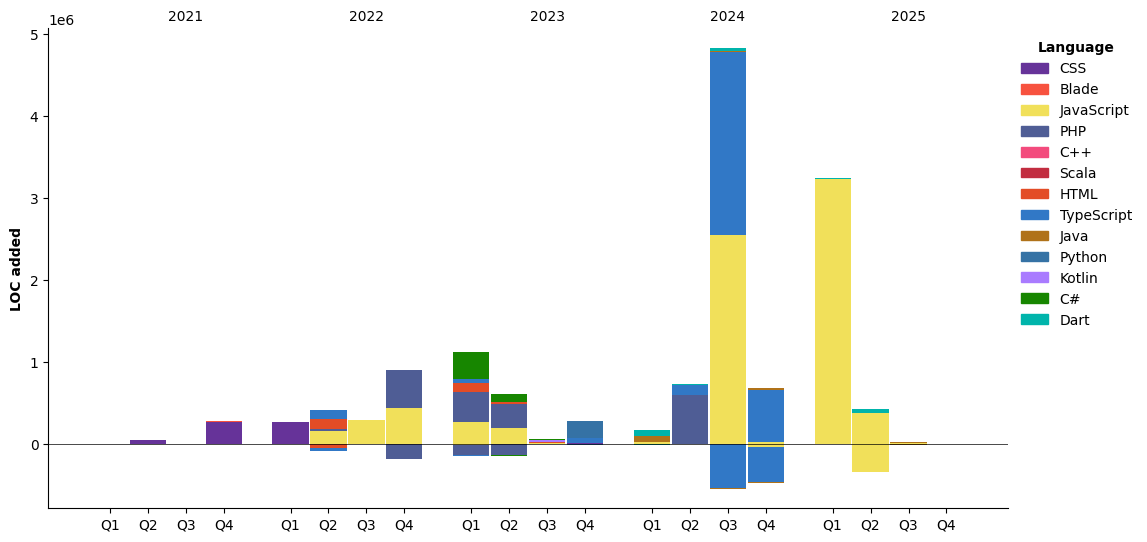 2021 2022 2023 2024 2025
1e6
5
4
3
2
1
0
LOC added
Q1 Q2 Q3 Q4 Q1 Q2 Q3 Q4 Q1 Q2 Q3 Q4 Q1 Q2 Q3 Q4 Q1 Q2 Q3 Q4
Language
CSS
Blade
JavaScript
PHP
C++
Scala
HTML
TypeScript
Java
Python
Kotlin
C#
Dart